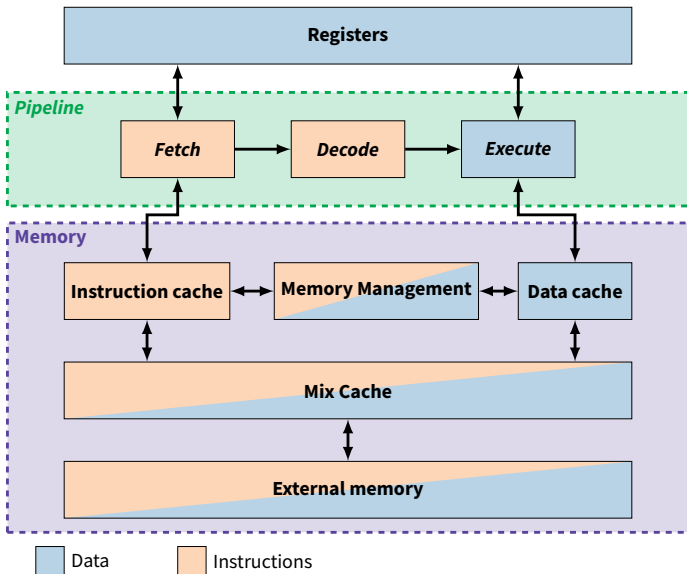 Registers
Pipeline
Fetch
Decode
Execute
Memory
Instruction cache
Memory Management
Data cache
Mix Cache
External memory
Data
Instructions